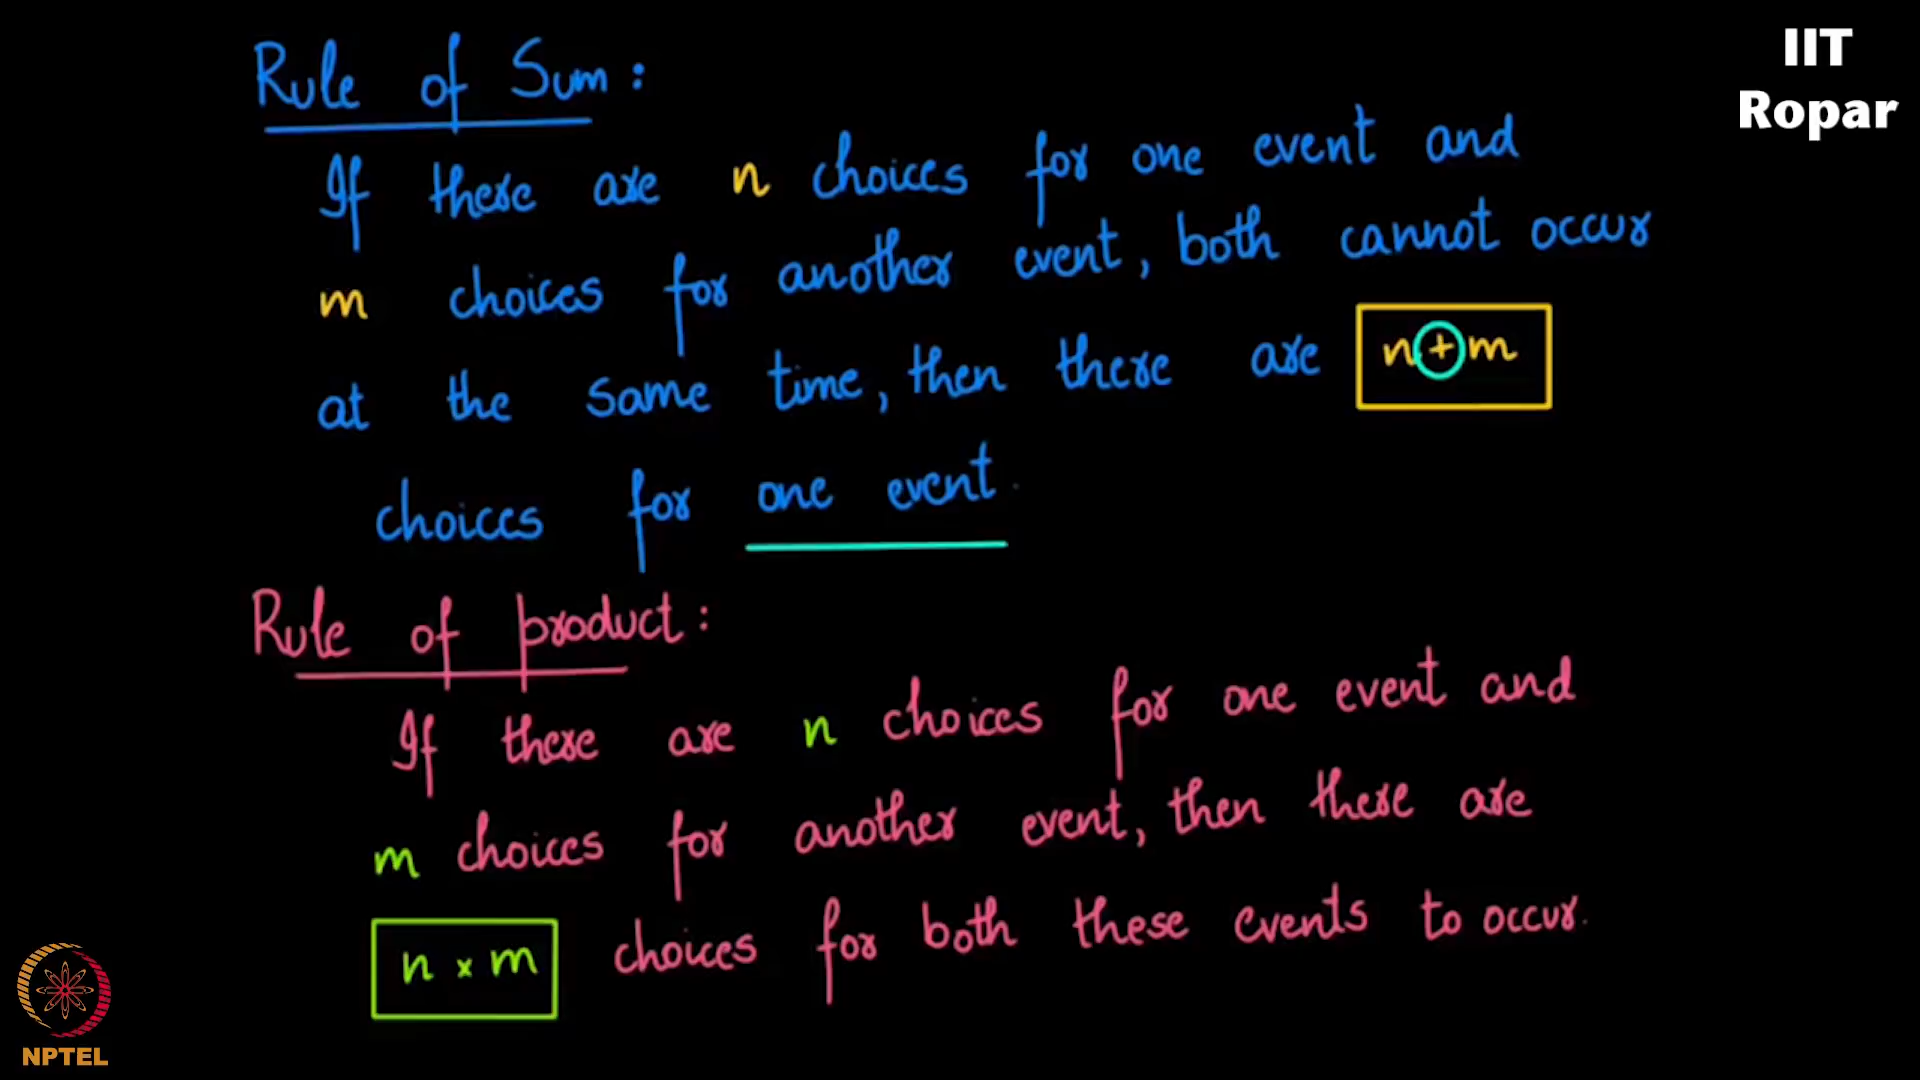 IIT
Ropar
Rule of Sum:
If there are n choices for one event and
m choices for another event, both cannot occur
at the same time, then there are n+m
choices for one event.
Rule of product:
If there are n choices for one event and
m choices for another event, then there are
n × m choices for both these events to occur.
NPTEL